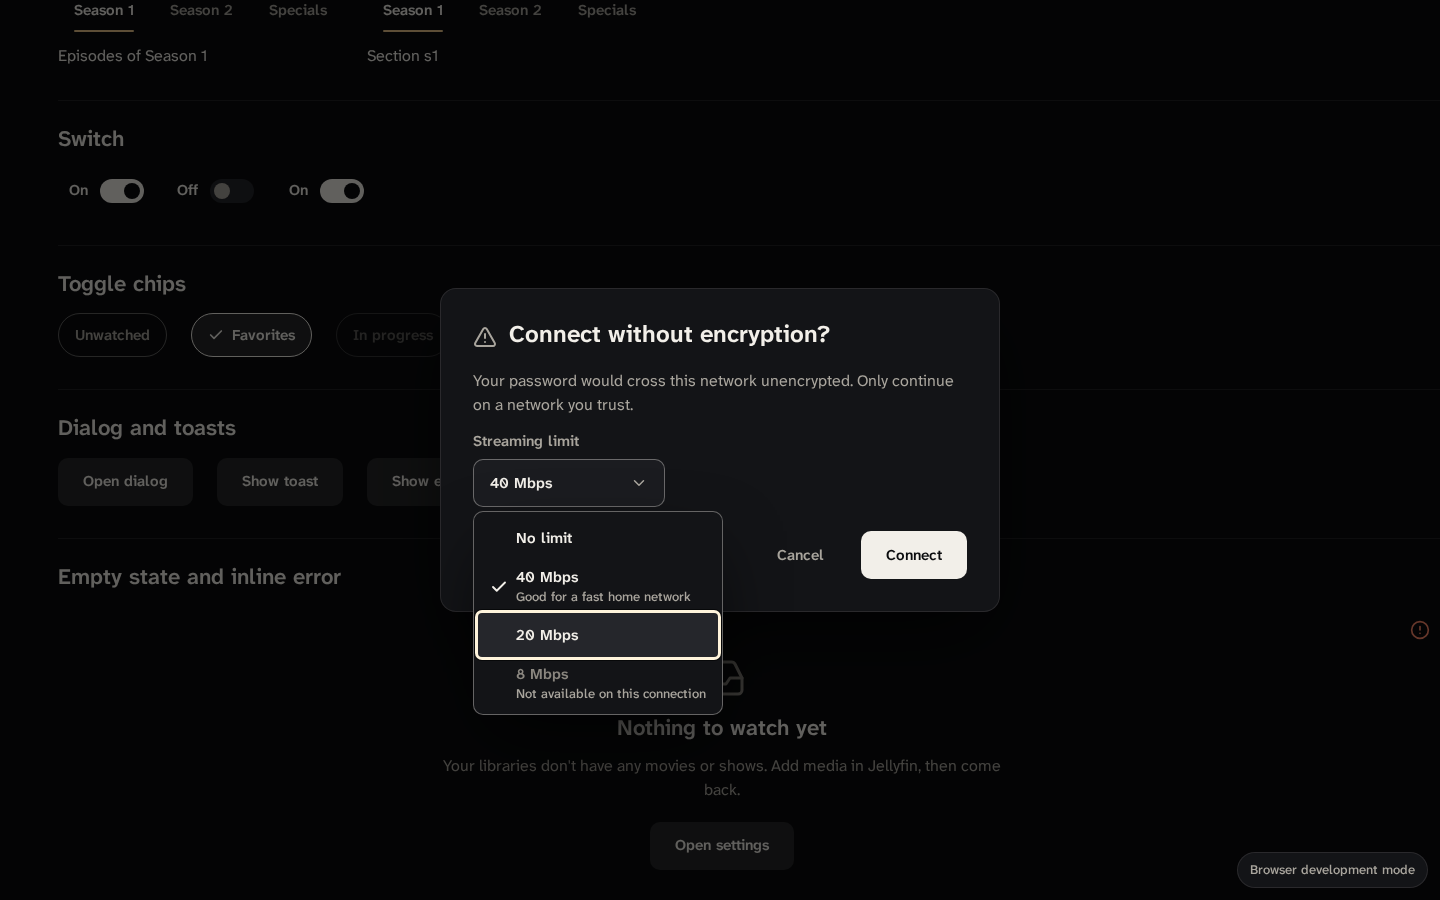 Season 1
Season 2
Specials
Season 1
Season 2
Specials
Episodes of Season 1
Section s1
Switch
On
Off
On
Toggle chips
Unwatched
Favorites
In progress
Dialog and toasts
Open dialog
Show toast
Show e
Empty state and inline error
Connect without encryption?
Your password would cross this network unencrypted. Only continue
on a network you trust.
Streaming limit
40 Mbps
No limit
40 Mbps
Good for a fast home network
20 Mbps
8 Mbps
Not available on this connection
Cancel
Connect
Nothing to watch yet
Your libraries don't have any movies or shows. Add media in Jellyfin, then come
back.
Open settings
Browser development mode